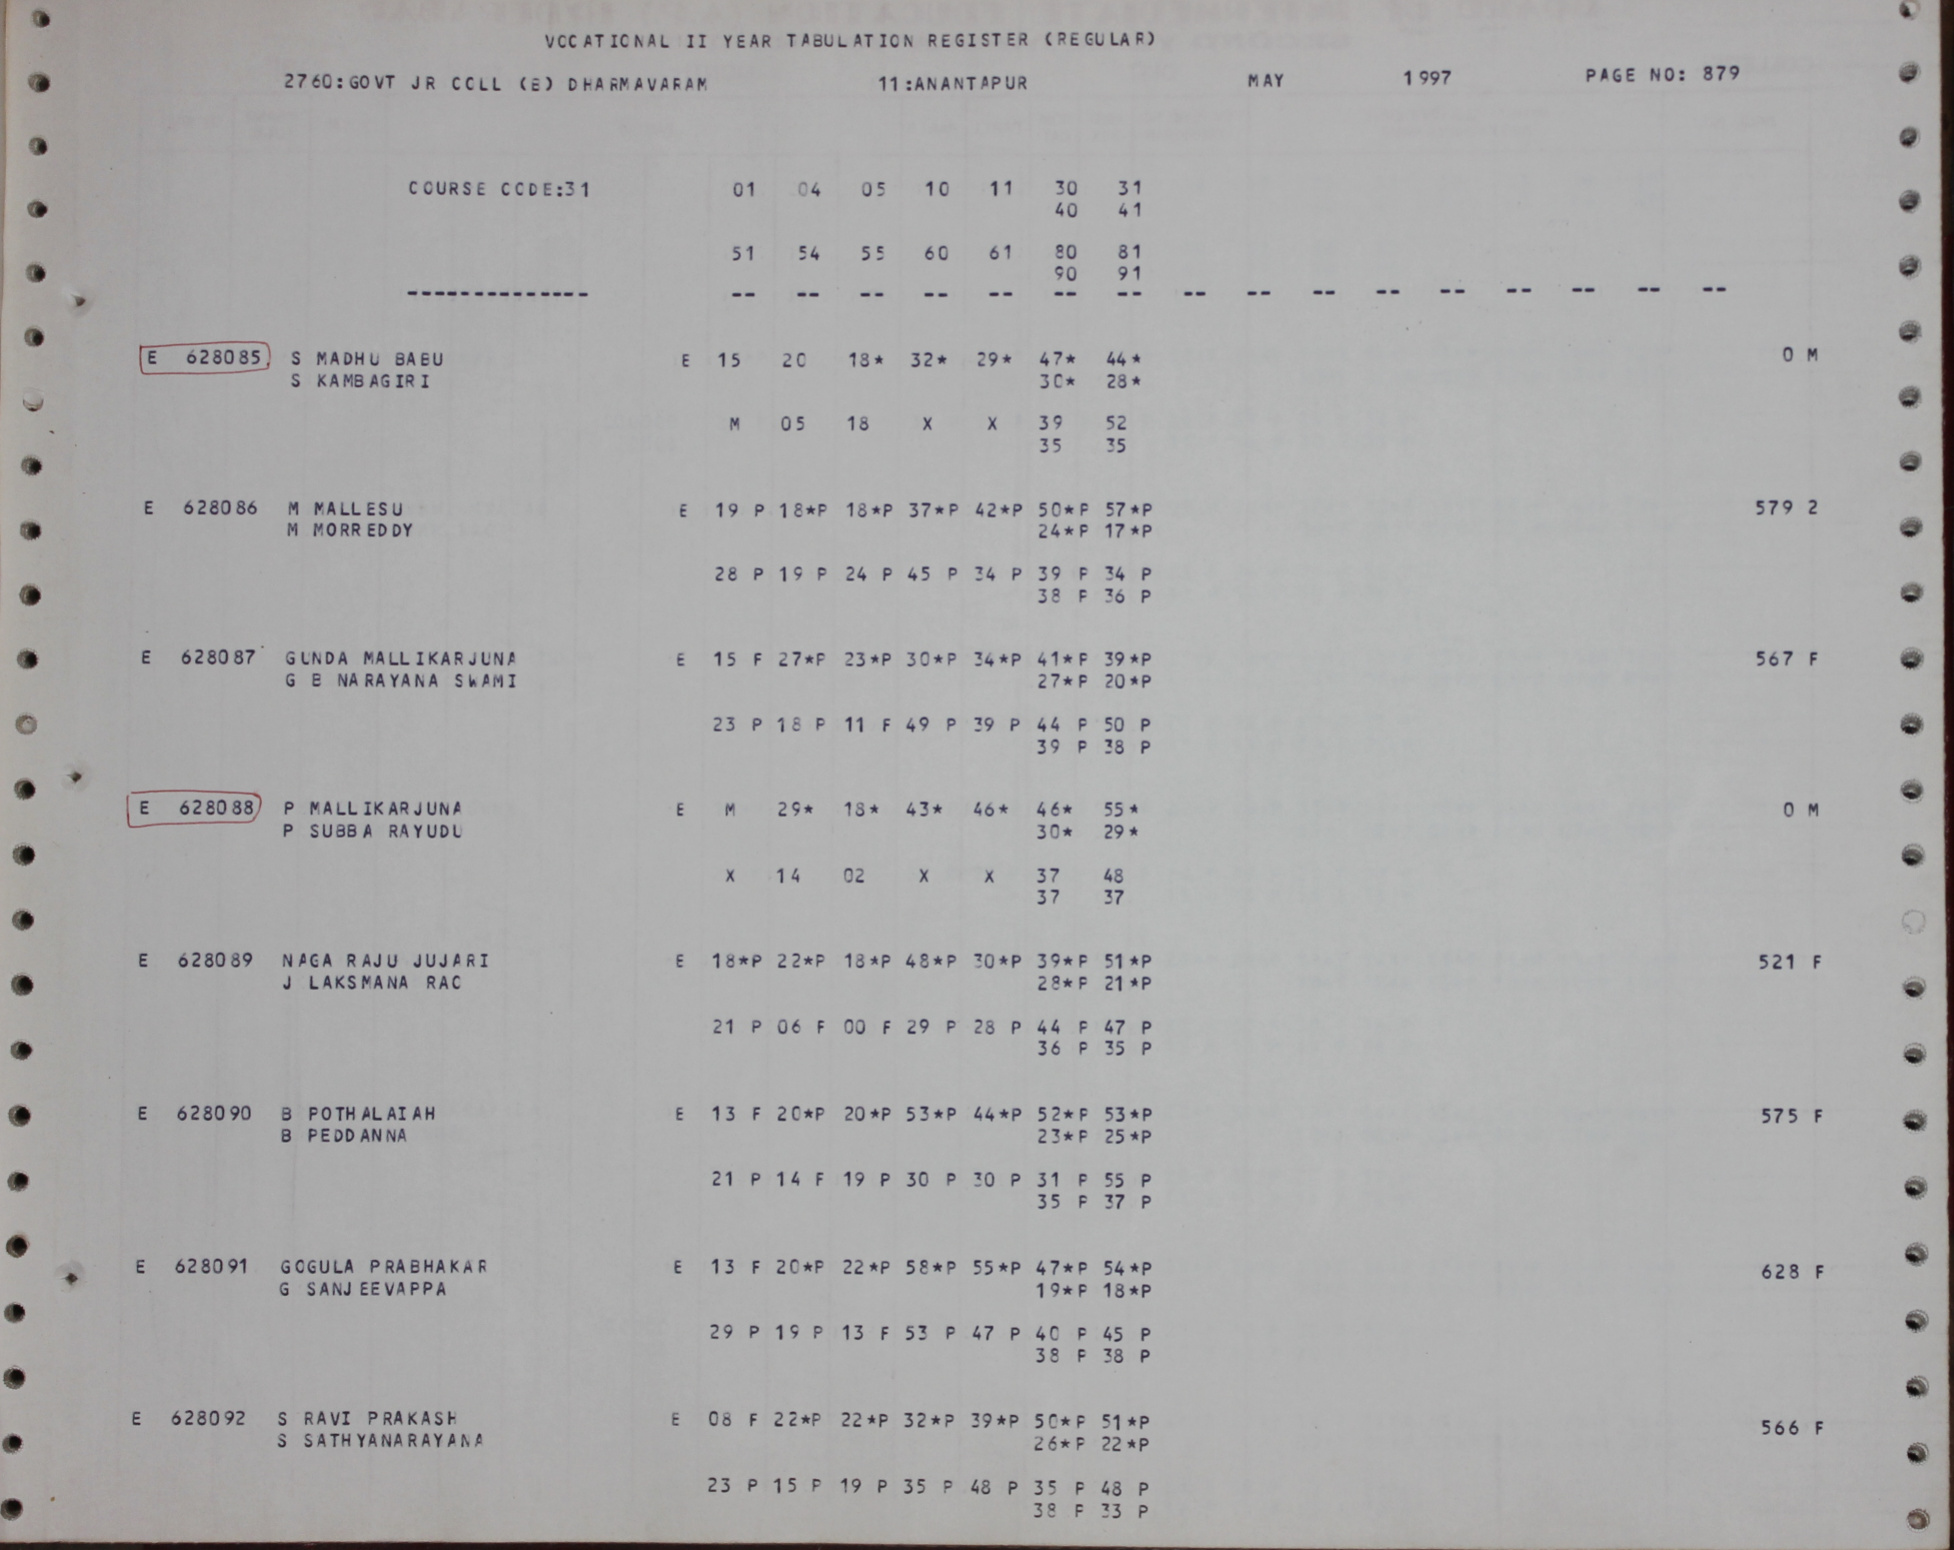 VOCATIONAL II YEAR TABULATION REGISTER (REGULAR)
2760:GOVT JR COLL (B) DHARMAVARAM 11:ANANTAPUR MAY 1997 PAGE NO: 879
COURSE CODE:31 01 04 05 10 11 30 31
40 41
51 54 55 60 61 80 81
90 91
-------------- -- -- -- -- -- -- -- -- -- -- -- -- -- -- -- --
E 628085 S MADHU BABU E 15 20 18* 32* 29* 47* 44* 0 M
S KAMBAGIRI 30* 28*
M 05 18 X X 39 52
35 35
E 628086 M MALLESU E 19 P 18*P 18*P 37*P 42*P 50*P 57*P 579 2
M MORREDDY 24*P 17*P
28 P 19 P 24 P 45 P 34 P 39 P 34 P
38 P 36 P
E 628087 GUNDA MALLIKARJUNA E 15 F 27*P 23*P 30*P 34*P 41*P 39*P 567 F
G B NARAYANA SWAMI 27*P 20*P
23 P 18 P 11 F 49 P 39 P 44 P 50 P
39 P 38 P
E 628088 P MALLIKARJUNA E M 29* 18* 43* 46* 46* 55* 0 M
P SUBBA RAYUDU 30* 29*
X 14 02 X X 37 48
37 37
E 628089 NAGA RAJU JUJARI E 18*P 22*P 18*P 48*P 30*P 39*P 51*P 521 F
J LAKSMANA RAO 28*P 21*P
21 P 06 F 00 F 29 P 28 P 44 P 47 P
36 P 35 P
E 628090 B POTHALAIAH E 13 F 20*P 20*P 53*P 44*P 52*P 53*P 575 F
B PEDDANNA 23*P 25*P
21 P 14 F 19 P 30 P 30 P 31 P 55 P
35 P 37 P
E 628091 GOGULA PRABHAKAR E 13 F 20*P 22*P 58*P 55*P 47*P 54*P 628 F
G SANJEEVAPPA 19*P 18*P
29 P 19 P 13 F 53 P 47 P 40 P 45 P
38 P 38 P
E 628092 S RAVI PRAKASH E 08 F 22*P 22*P 32*P 39*P 50*P 51*P 566 F
S SATHYANARAYANA 26*P 22*P
23 P 15 P 19 P 35 P 48 P 35 P 48 P
38 P 33 P